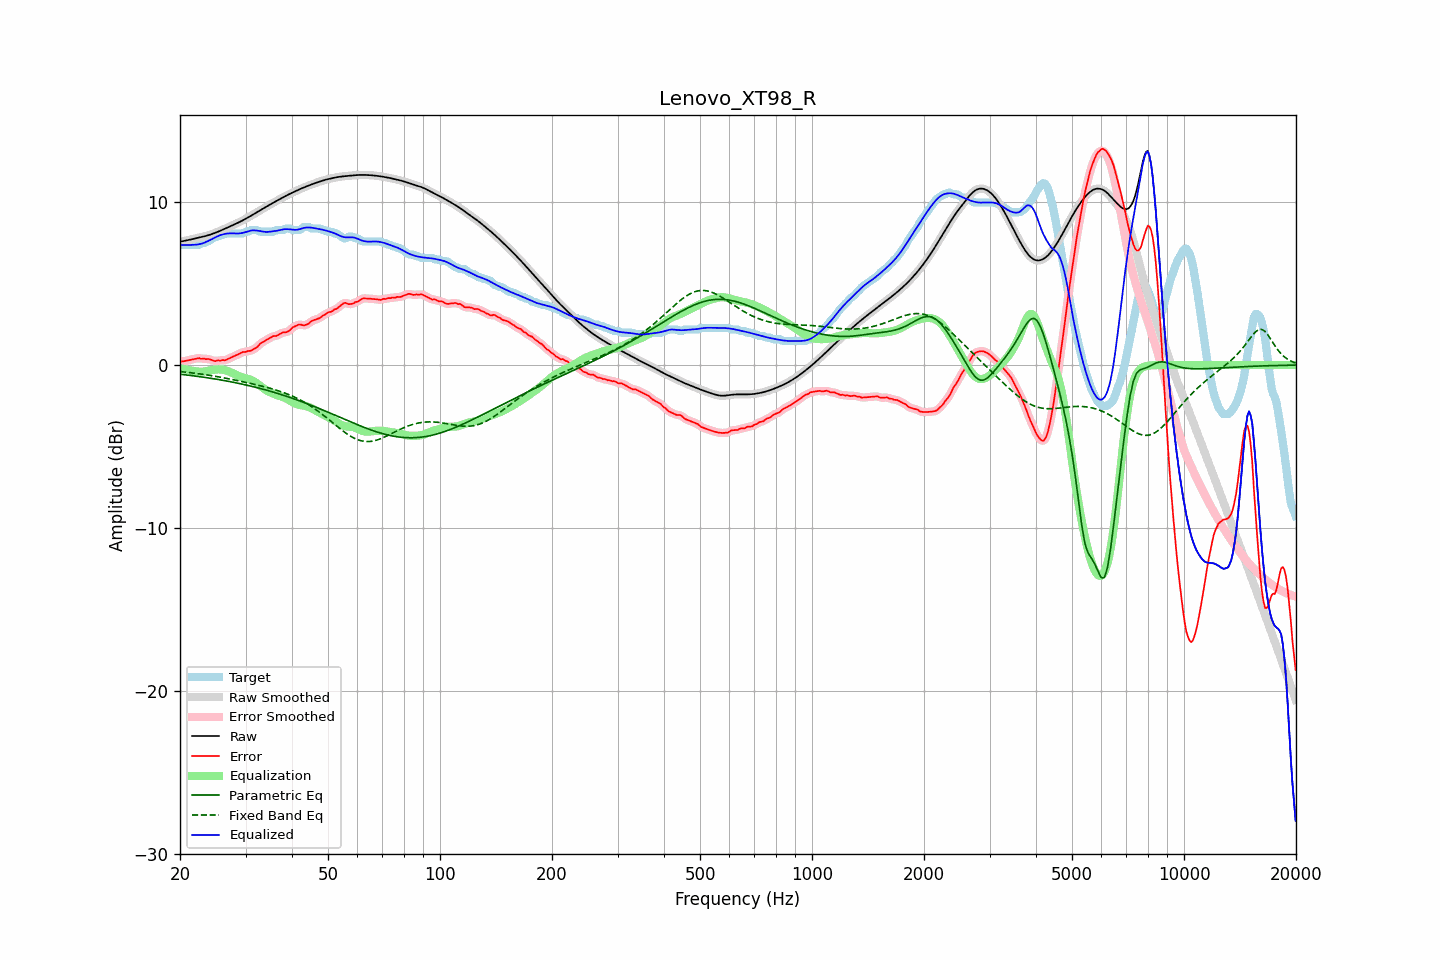 Lenovo_XT98_R
Amplitude (dBr)
10
0
−10
−20
−30
Target
Raw Smoothed
Error Smoothed
Raw
Error
Equalization
Parametric Eq
Fixed Band Eq
Equalized
20 50 100 200 500 1000 2000 5000 10000 20000
Frequency (Hz)